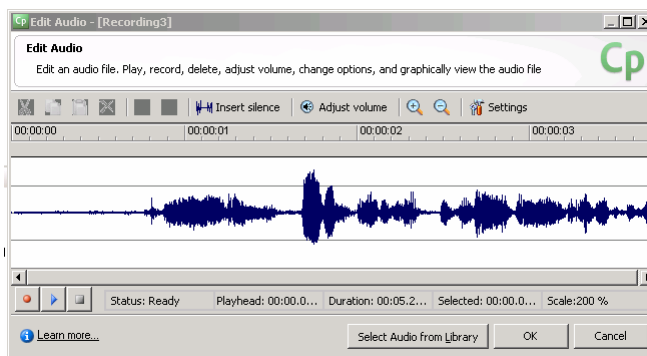 Cp Edit Audio - [Recording3]
Edit Audio
Edit an audio file. Play, record, delete, adjust volume, change options, and graphically view the audio file
Cp
Insert silence Adjust volume Settings
00:00:00 00:00:01 00:00:02 00:00:03
Status: Ready Playhead: 00:00.0... Duration: 00:05.2... Selected: 00:00.0... Scale:200 %
Learn more... Select Audio from Library OK Cancel